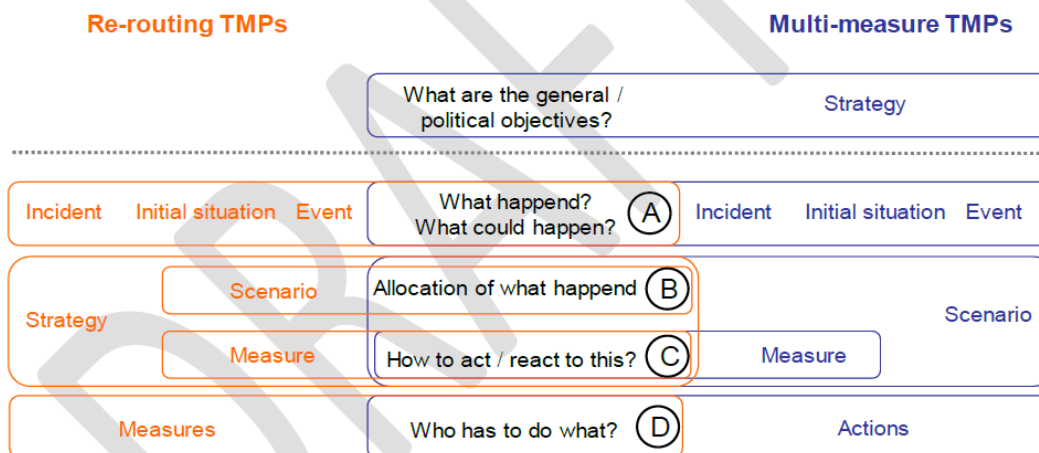 DRAFT
Re-routing TMPs
Multi-measure TMPs
What are the general /
political objectives?
Strategy
Incident Initial situation Event
What happend?
What could happen?
A
Incident Initial situation Event
Scenario
Allocation of what happend
B
Strategy
Scenario
Measure
How to act / react to this?
C
Measure
Measures
Who has to do what?
D
Actions